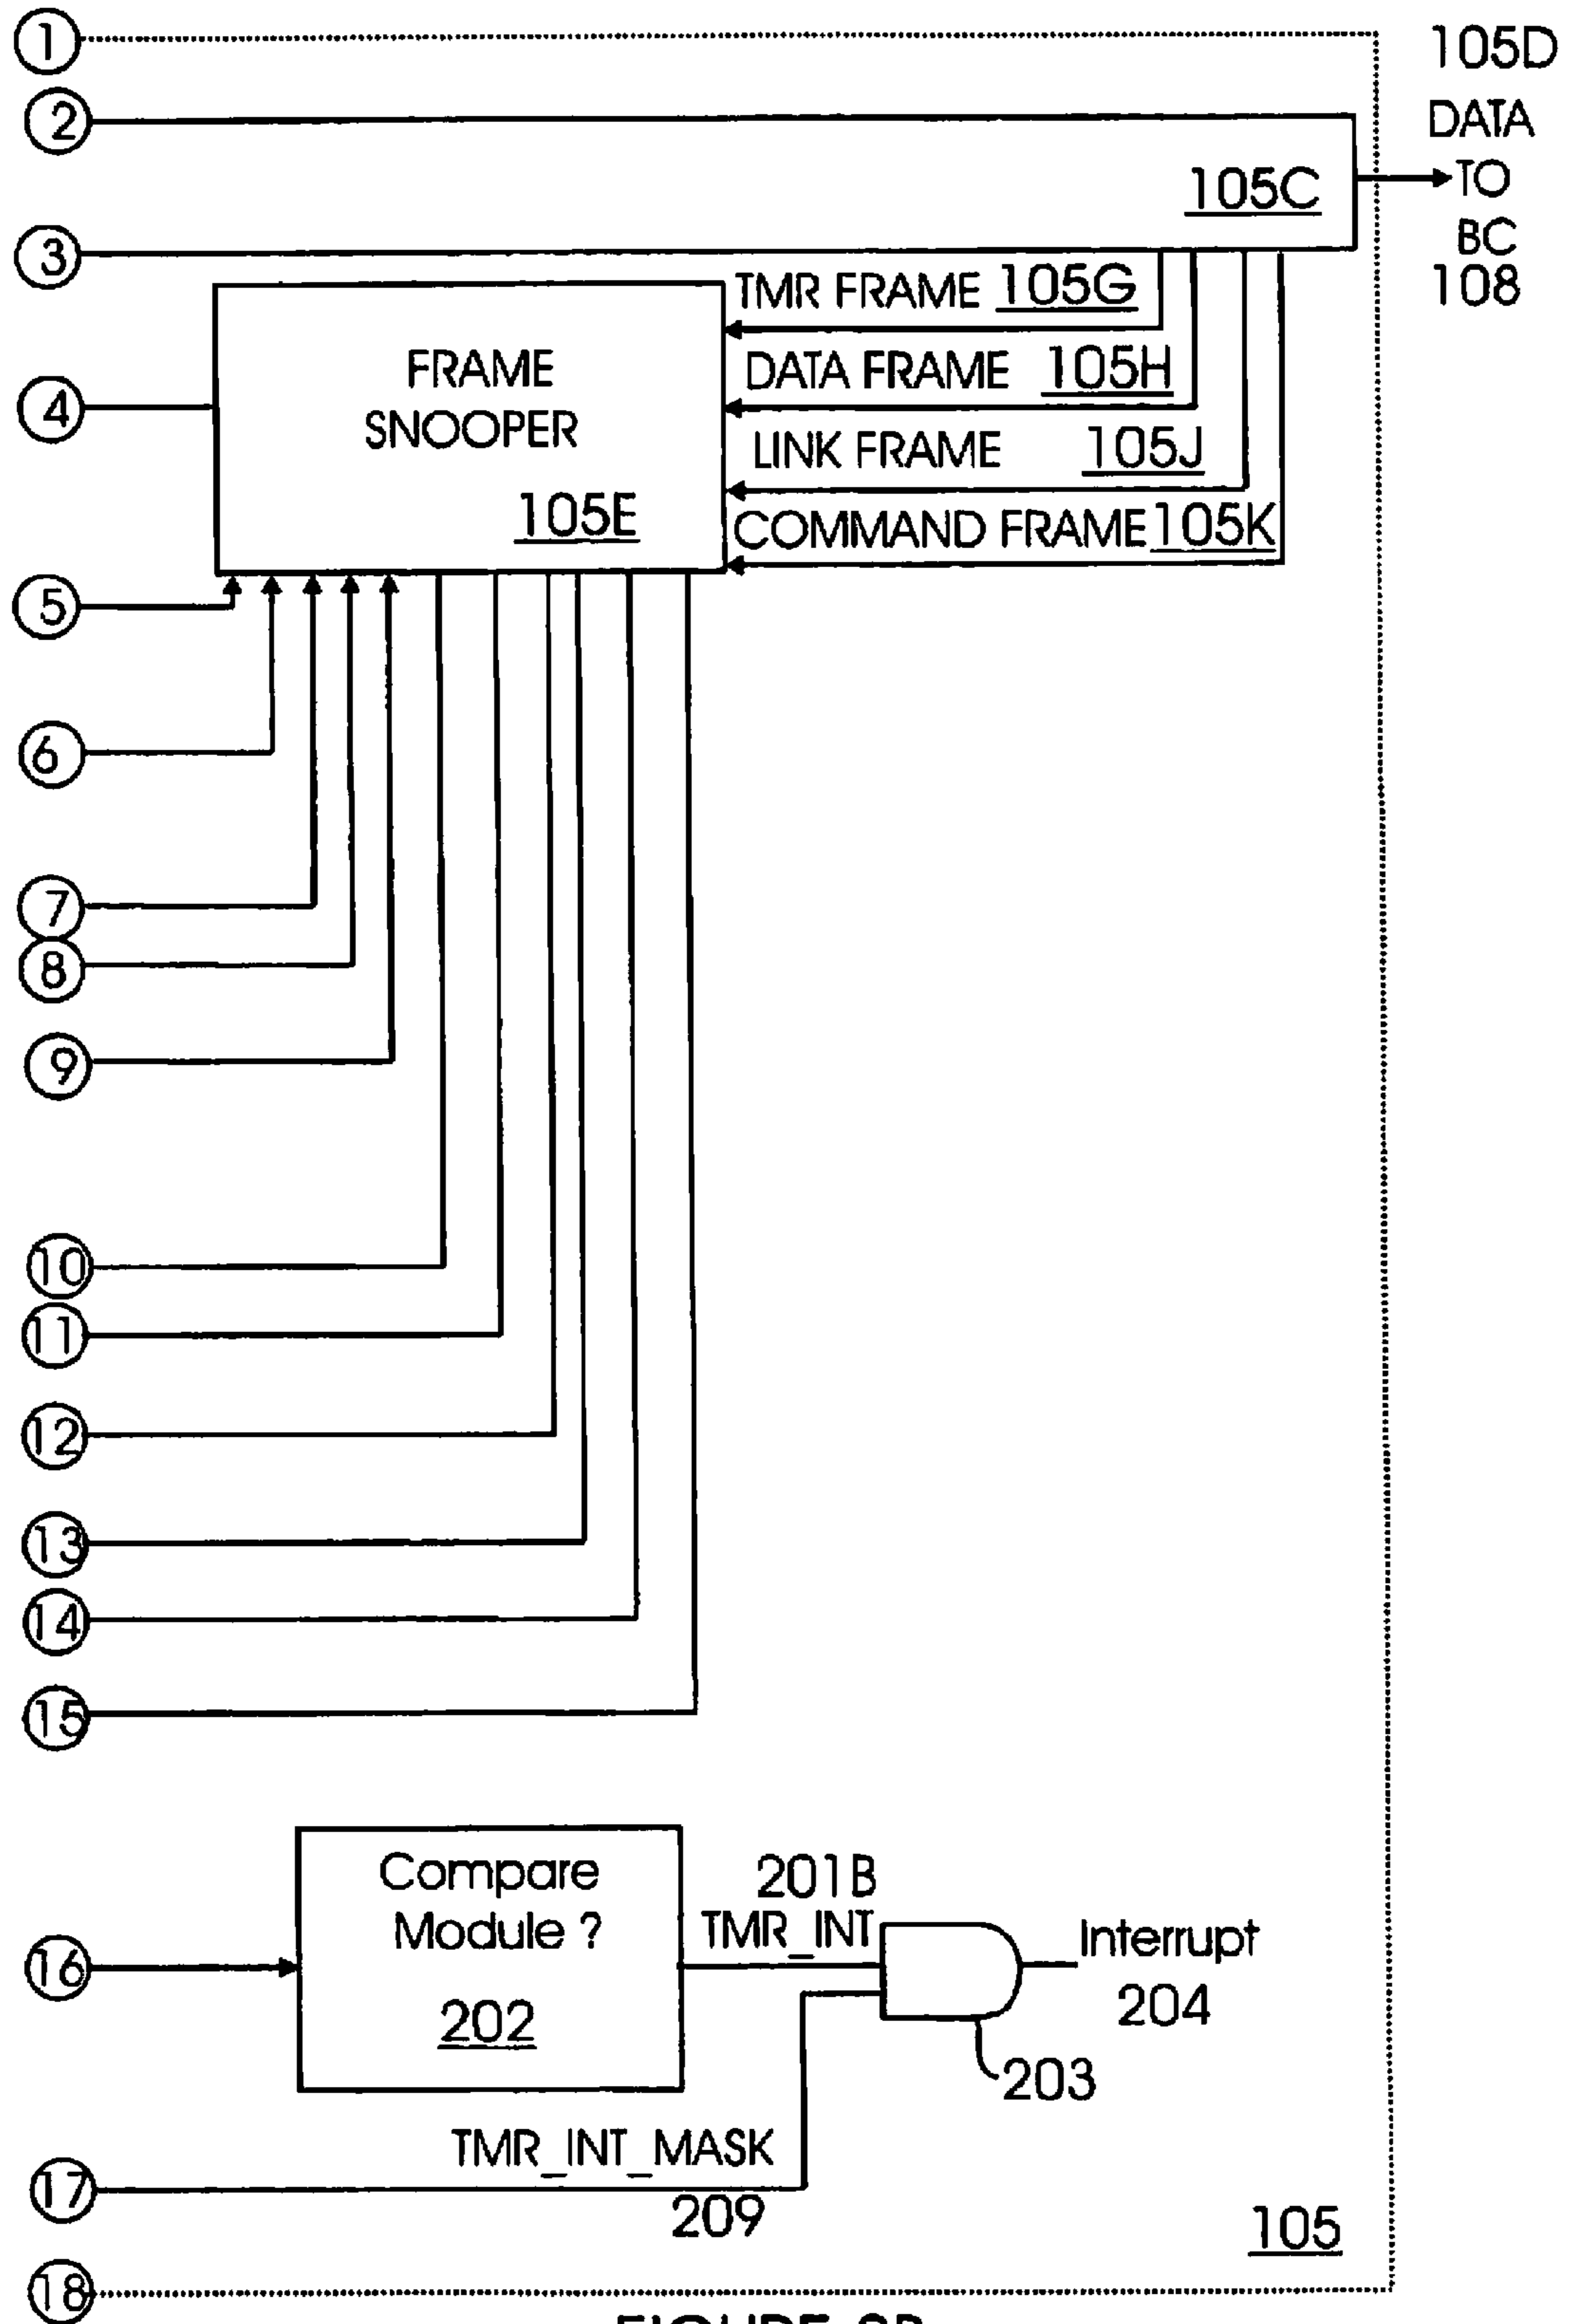 1
105D
2
DATA
TO
105C
BC
3
108
TMR FRAME 105G
FRAME
SNOOPER
DATA FRAME 105H
4
LINK FRAME 105J
105E
COMMAND FRAME 105K
5
6
7
8
9
10
11
12
13
14
15
Compare
Module ?
201B
TMR_INT
Interrupt
16
202
204
203
TMR_INT_MASK
17
209
105
18